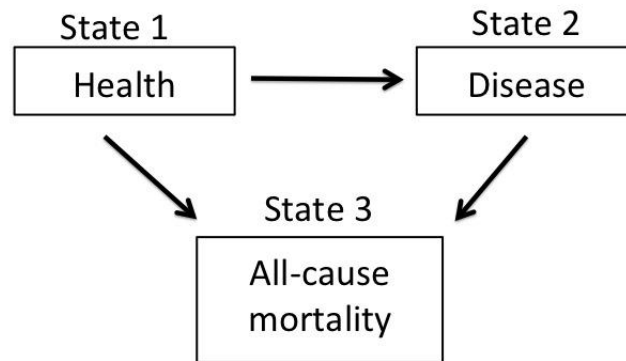 State 1
State 2
Health
Disease
State 3
All-cause
mortality